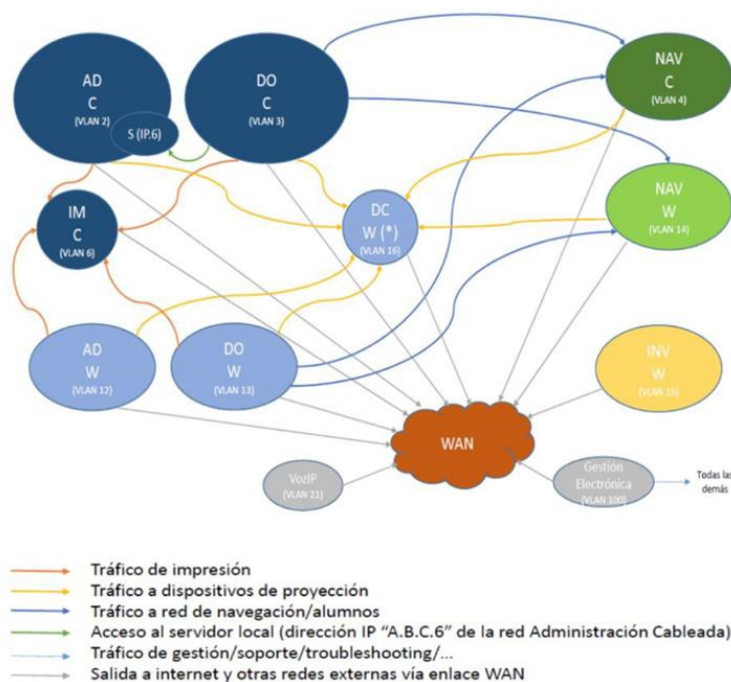 AD
C
(VLAN 2)
S (IP.6)
DO
C
(VLAN 3)
NAV
C
(VLAN 4)
IM
C
(VLAN 6)
DC
W (*)
(VLAN 16)
NAV
W
(VLAN 14)
AD
W
(VLAN 12)
DO
W
(VLAN 13)
INV
W
(VLAN 15)
WAN
VozIP
(VLAN 21)
Gestión
Electrónica
(VLAN 100)
Todas las
demás
Tráfico de impresión
Tráfico a dispositivos de proyección
Tráfico a red de navegación/alumnos
Acceso al servidor local (dirección IP "A.B.C.6" de la red Administración Cableada)
Tráfico de gestión/soporte/troubleshooting/...
Salida a internet y otras redes externas vía enlace WAN